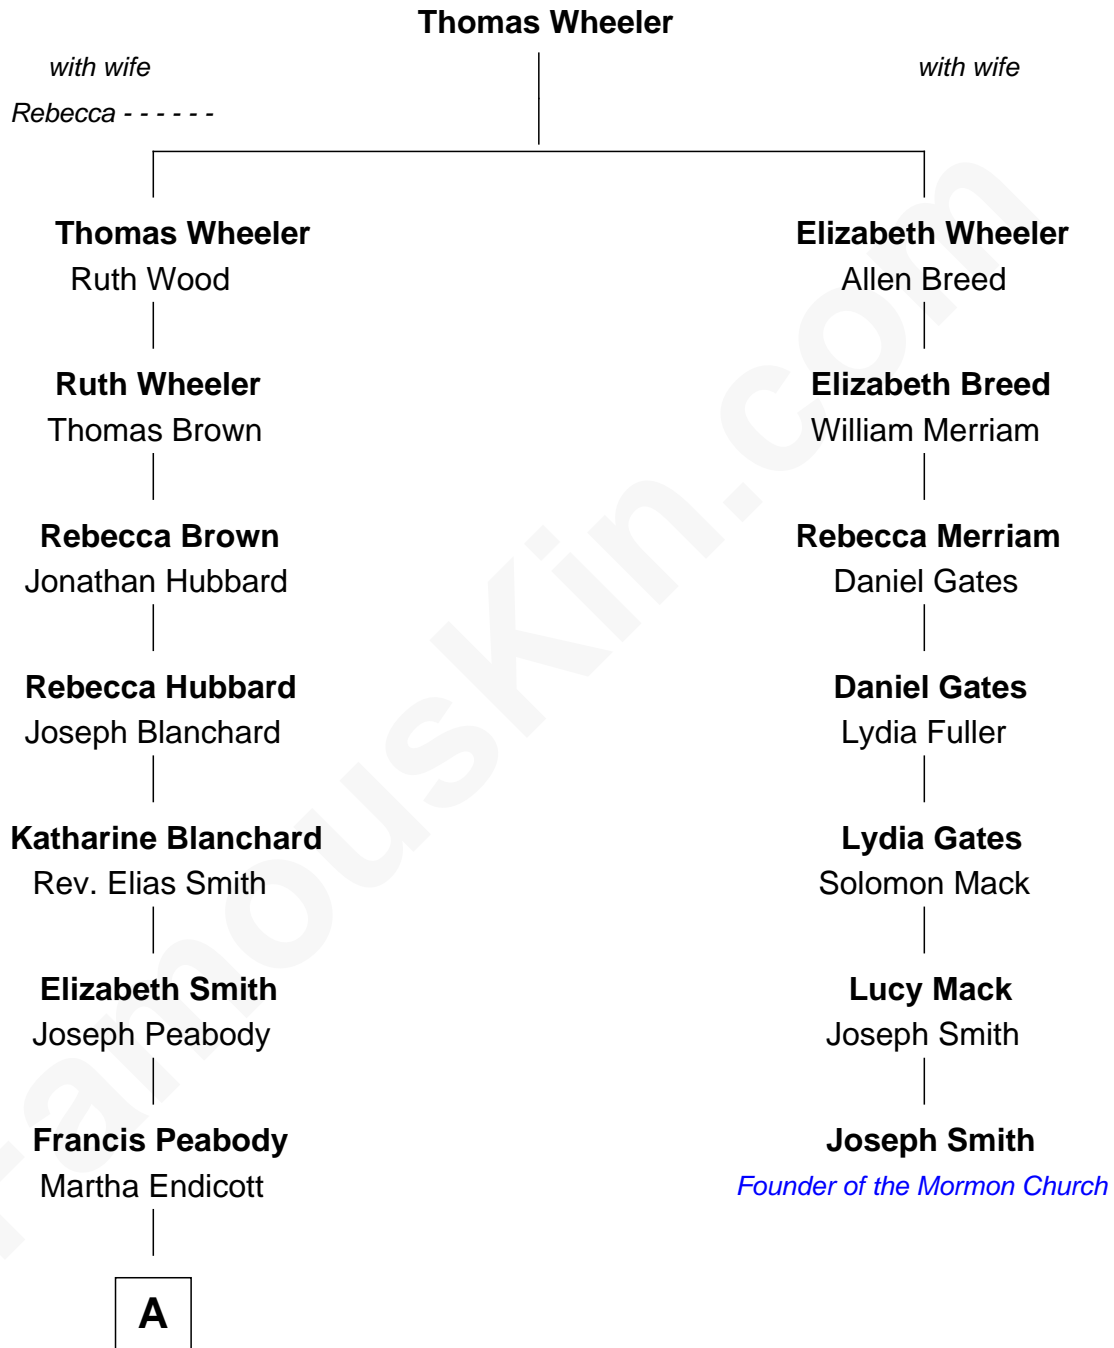 Thomas Wheeler
with wife
with wife
Rebecca - - - - - -
Thomas Wheeler
Elizabeth Wheeler
Ruth Wood
Allen Breed
Ruth Wheeler
Elizabeth Breed
Thomas Brown
William Merriam
Rebecca Brown
Rebecca Merriam
Jonathan Hubbard
Daniel Gates
Rebecca Hubbard
Daniel Gates
Joseph Blanchard
Lydia Fuller
Katharine Blanchard
Lydia Gates
Rev. Elias Smith
Solomon Mack
Elizabeth Smith
Lucy Mack
Joseph Peabody
Joseph Smith
Francis Peabody
Joseph Smith
Martha Endicott
Founder of the Mormon Church
A
FamousKin.com